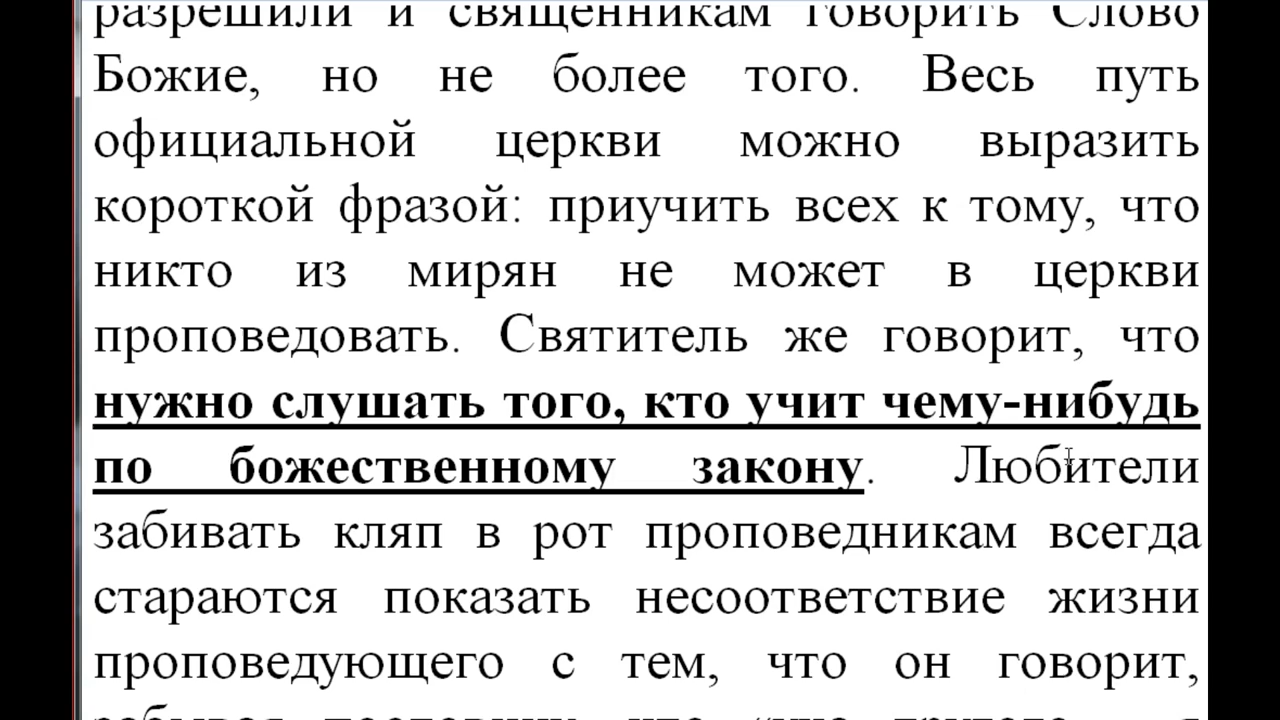 разрешили и священникам говорить Слово
Божие, но не более того. Весь путь
официальной церкви можно выразить
короткой фразой: приучить всех к тому, что
никто из мирян не может в церкви
проповедовать. Святитель же говорит, что
нужно слушать того, кто учит чему-нибудь
по божественному закону. Любители
забивать кляп в рот проповедникам всегда
стараются показать несоответствие жизни
проповедующего с тем, что он говорит,